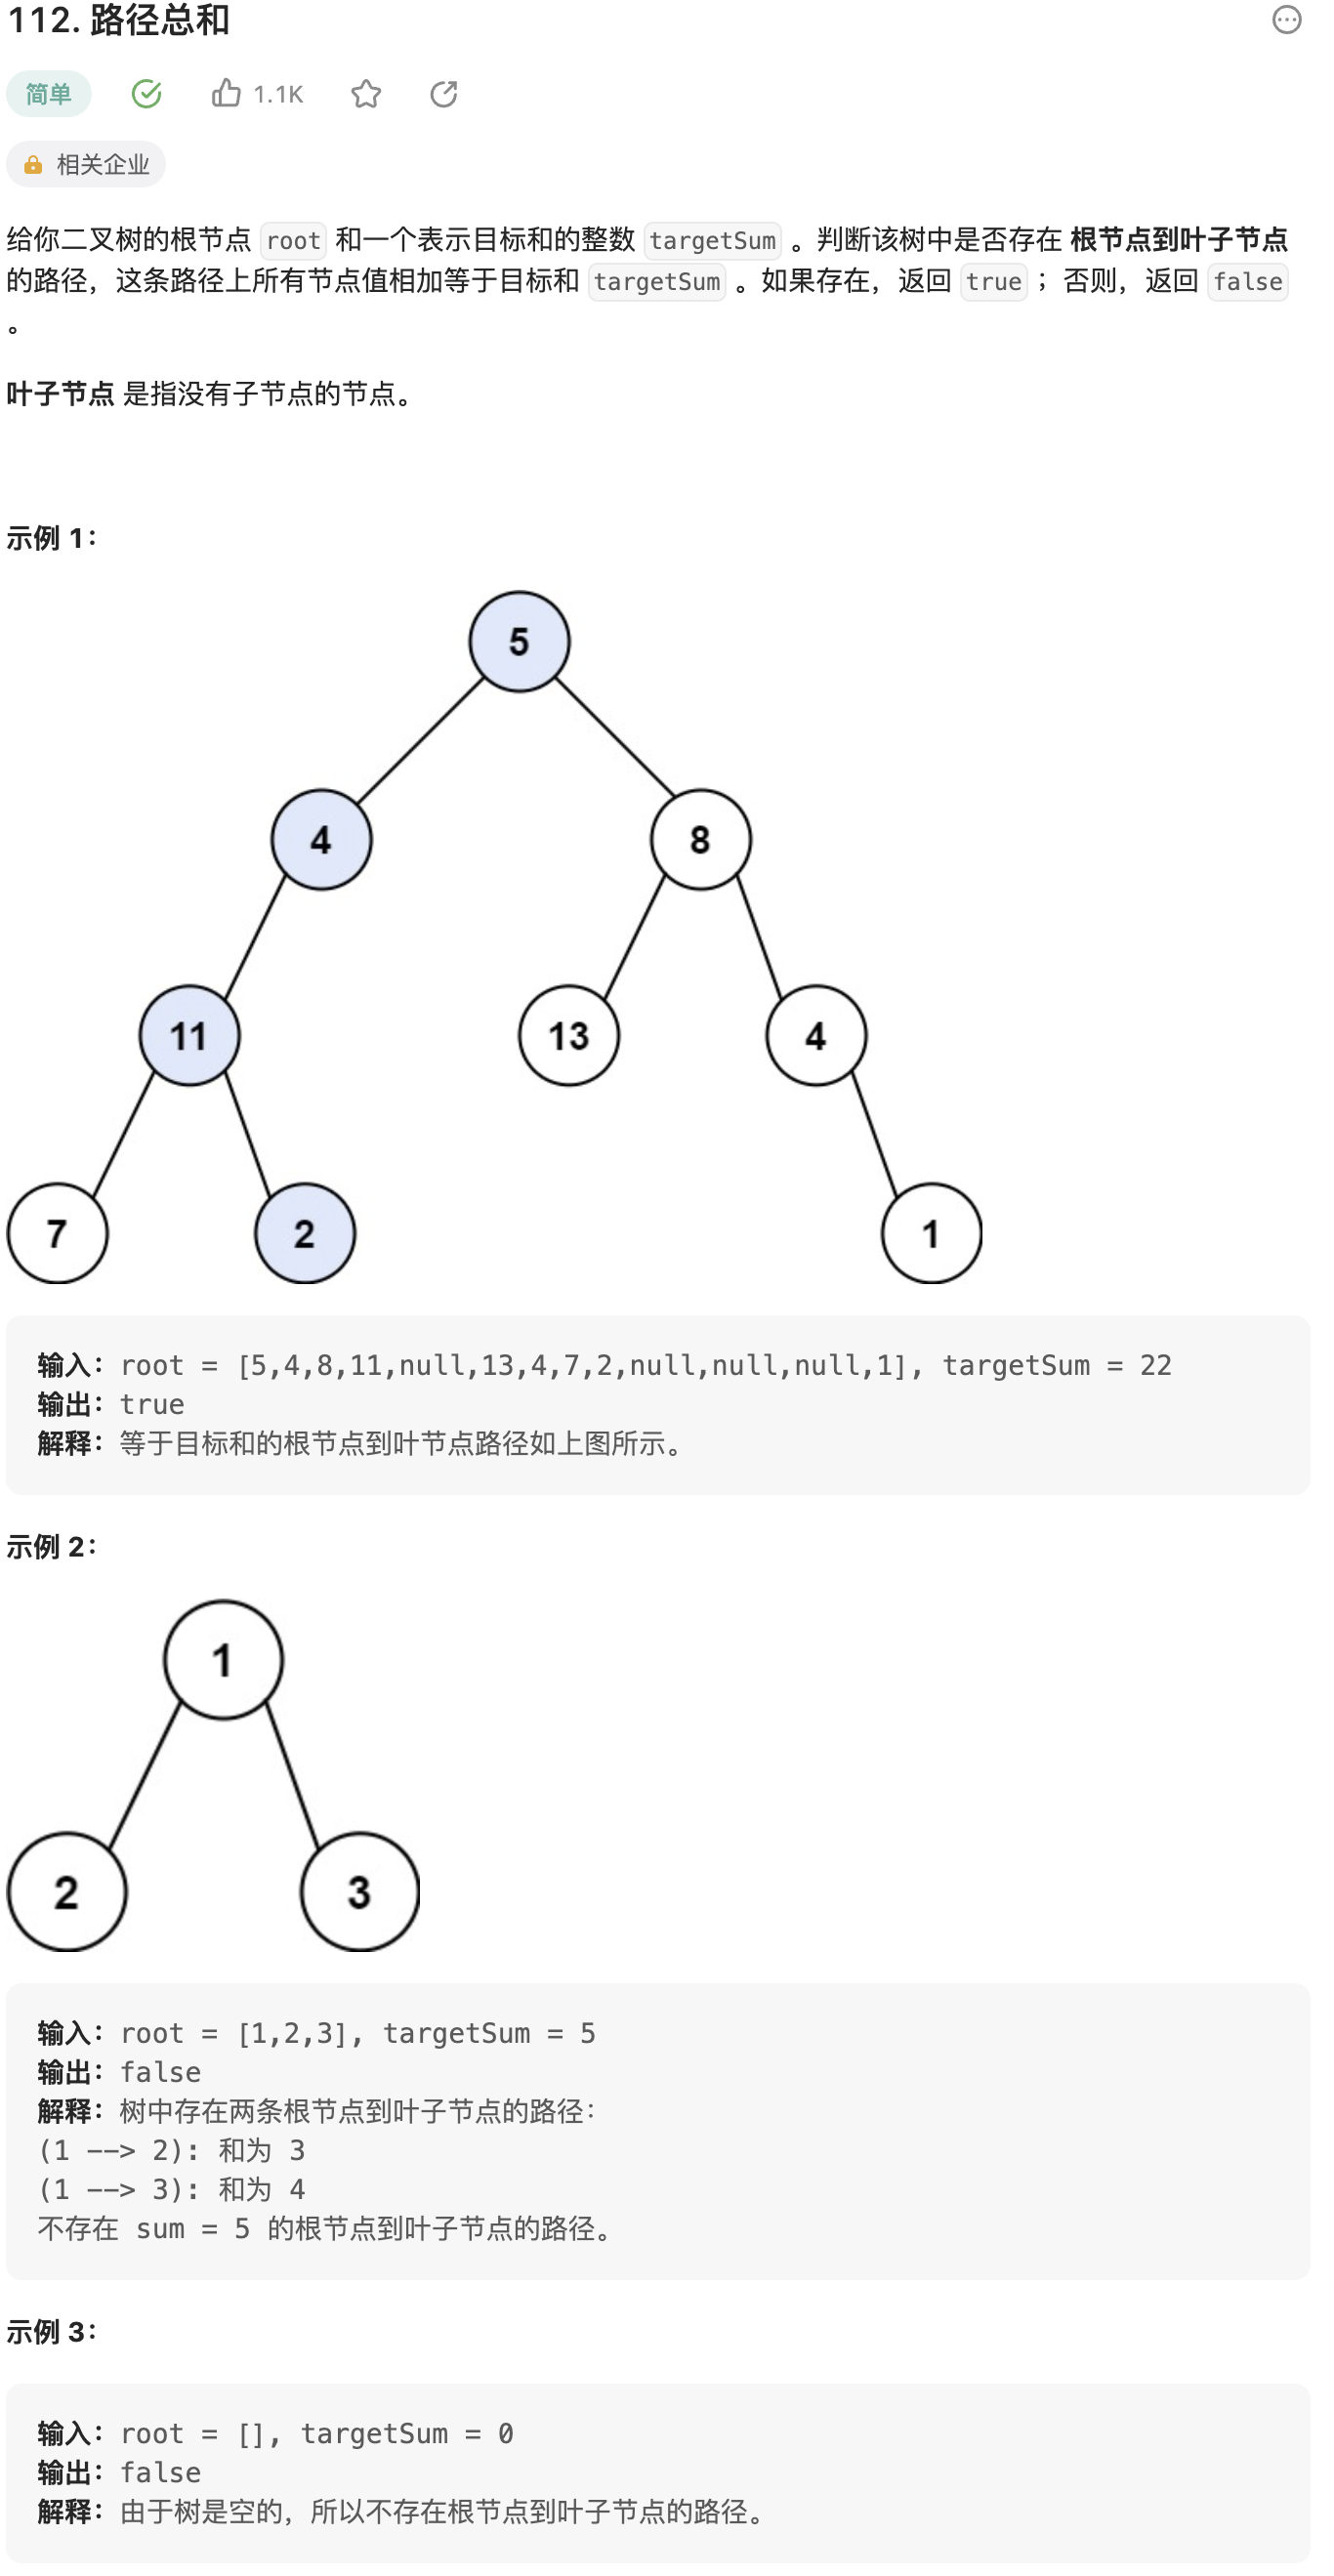 112. 路径总和
简单
1.1K
相关企业
给你二叉树的根节点 root 和一个表示目标和的整数 targetSum 。判断该树中是否存在 根节点到叶子节点
的路径，这条路径上所有节点值相加等于目标和 targetSum 。如果存在，返回 true ；否则，返回 false
。
叶子节点 是指没有子节点的节点。
示例 1：
5
4 8
11 13 4
7 2 1
输入：root = [5,4,8,11,null,13,4,7,2,null,null,null,1], targetSum = 22
输出：true
解释：等于目标和的根节点到叶节点路径如上图所示。
示例 2：
1
2 3
输入：root = [1,2,3], targetSum = 5
输出：false
解释：树中存在两条根节点到叶子节点的路径：
(1 --> 2): 和为 3
(1 --> 3): 和为 4
不存在 sum = 5 的根节点到叶子节点的路径。
示例 3：
输入：root = [], targetSum = 0
输出：false
解释：由于树是空的，所以不存在根节点到叶子节点的路径。